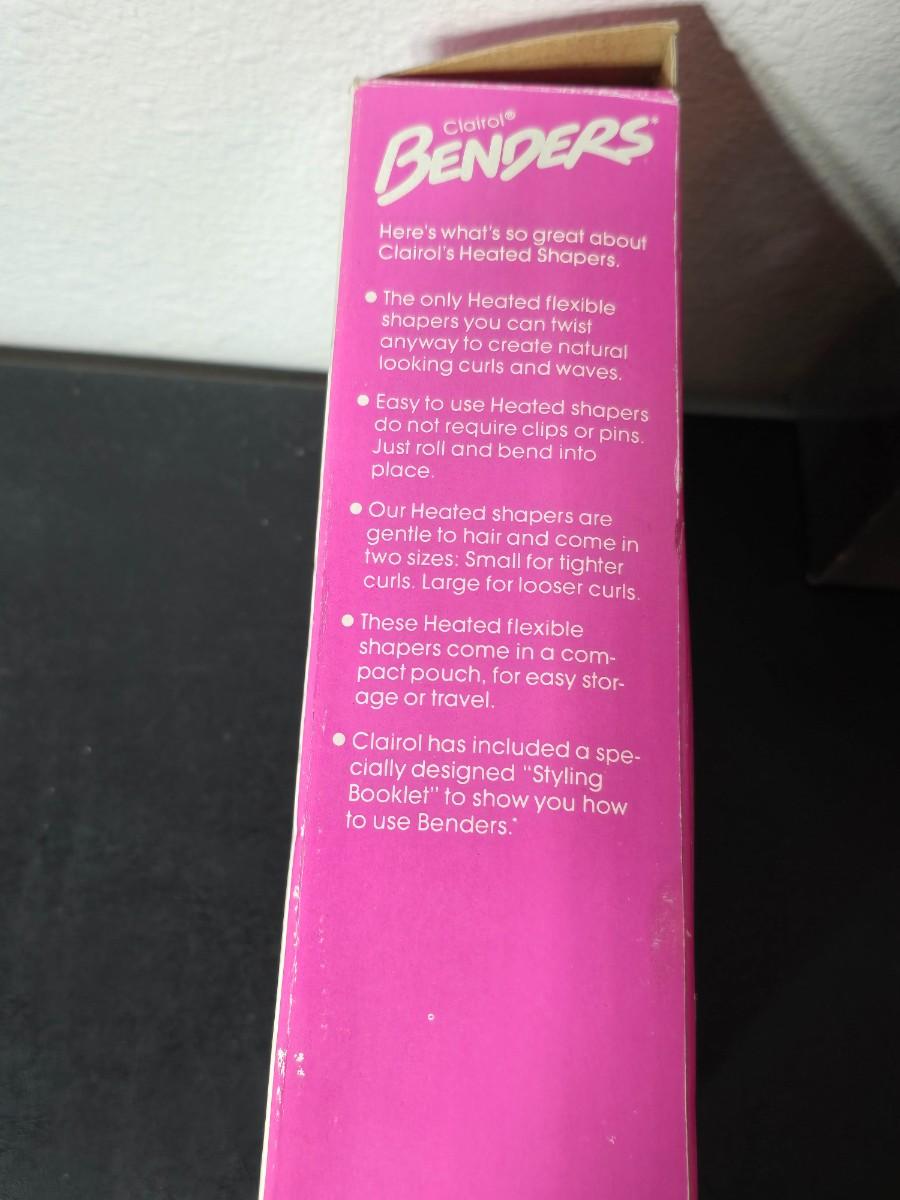 Clairol®
BENDERS*
Here's what's so great about
Clairol's Heated Shapers.
• The only Heated flexible
shapers you can twist
anyway to create natural
looking curls and waves.
• Easy to use Heated shapers
do not require clips or pins.
Just roll and bend into
place.
• Our Heated shapers are
gentle to hair and come in
two sizes: Small for tighter
curls. Large for looser curls.
• These Heated flexible
shapers come in a com-
pact pouch, for easy stor-
age or travel.
• Clairol has included a spe-
cially designed "Styling
Booklet" to show you how
to use Benders.*